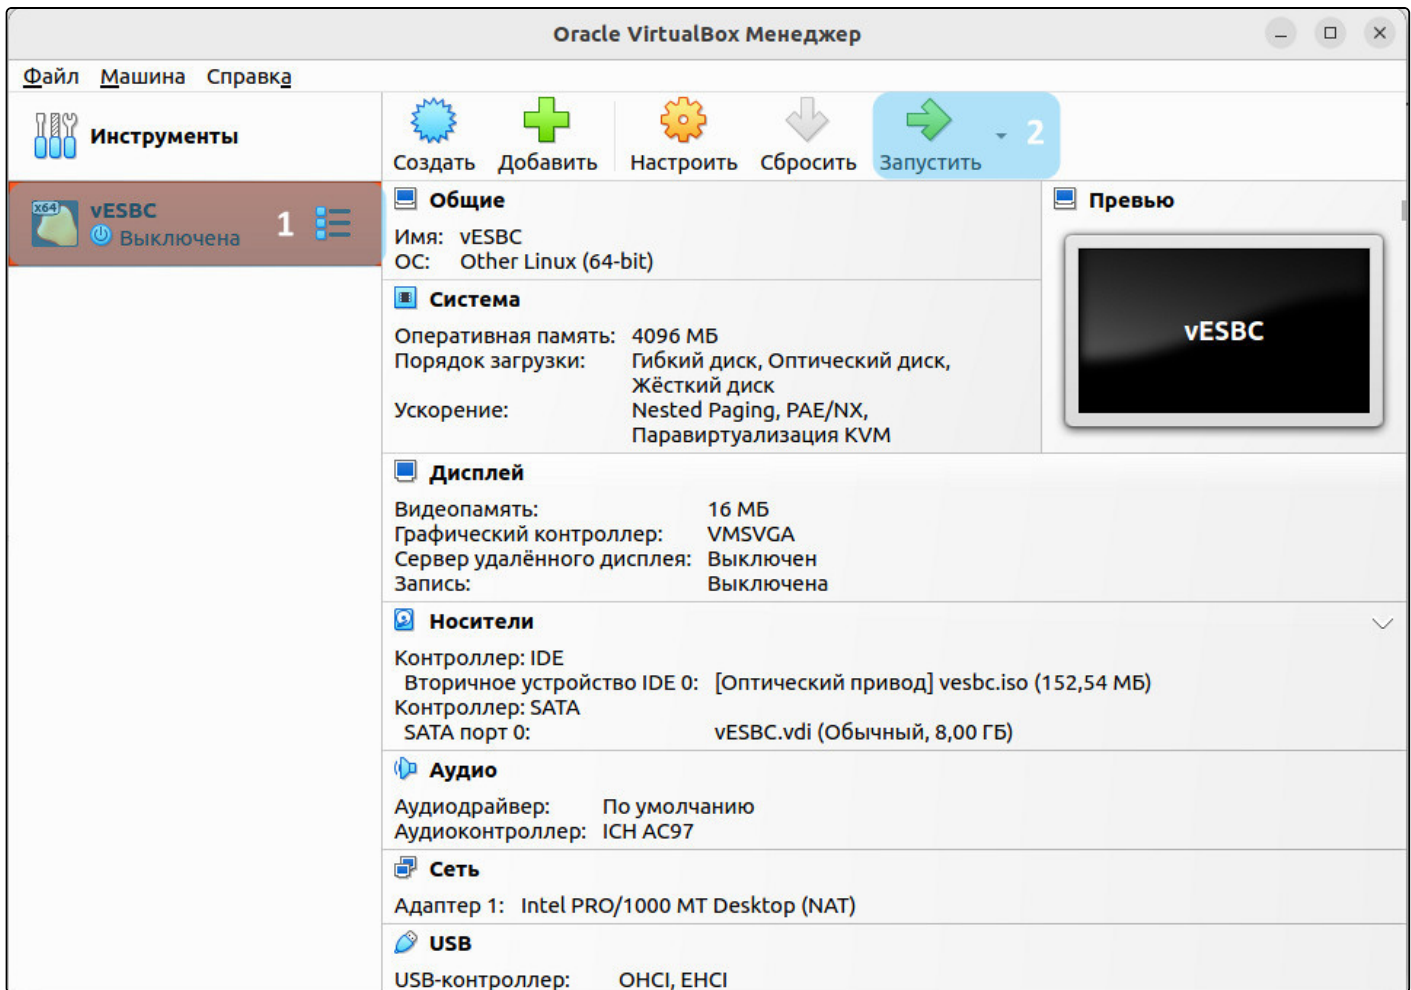 Oracle VirtualBox Менеджер
Файл Машина Справка
Инструменты
Создать Добавить Настроить Сбросить Запустить 2
x64 vESBC
Выключена 1
Общие
Имя: vESBC
ОС: Other Linux (64-bit)
Превью
vESBC
Система
Оперативная память: 4096 МБ
Порядок загрузки: Гибкий диск, Оптический диск,
Жёсткий диск
Ускорение: Nested Paging, PAE/NX,
Паравиртуализация KVM
Дисплей
Видеопамять: 16 МБ
Графический контроллер: VMSVGA
Сервер удалённого дисплея: Выключен
Запись: Выключена
Носители
Контроллер: IDE
Вторичное устройство IDE 0: [Оптический привод] vesbc.iso (152,54 МБ)
Контроллер: SATA
SATA порт 0: vESBC.vdi (Обычный, 8,00 ГБ)
Аудио
Аудиодрайвер: По умолчанию
Аудиоконтроллер: ICH AC97
Сеть
Адаптер 1: Intel PRO/1000 MT Desktop (NAT)
USB
USB-контроллер: OHCI, EHCI